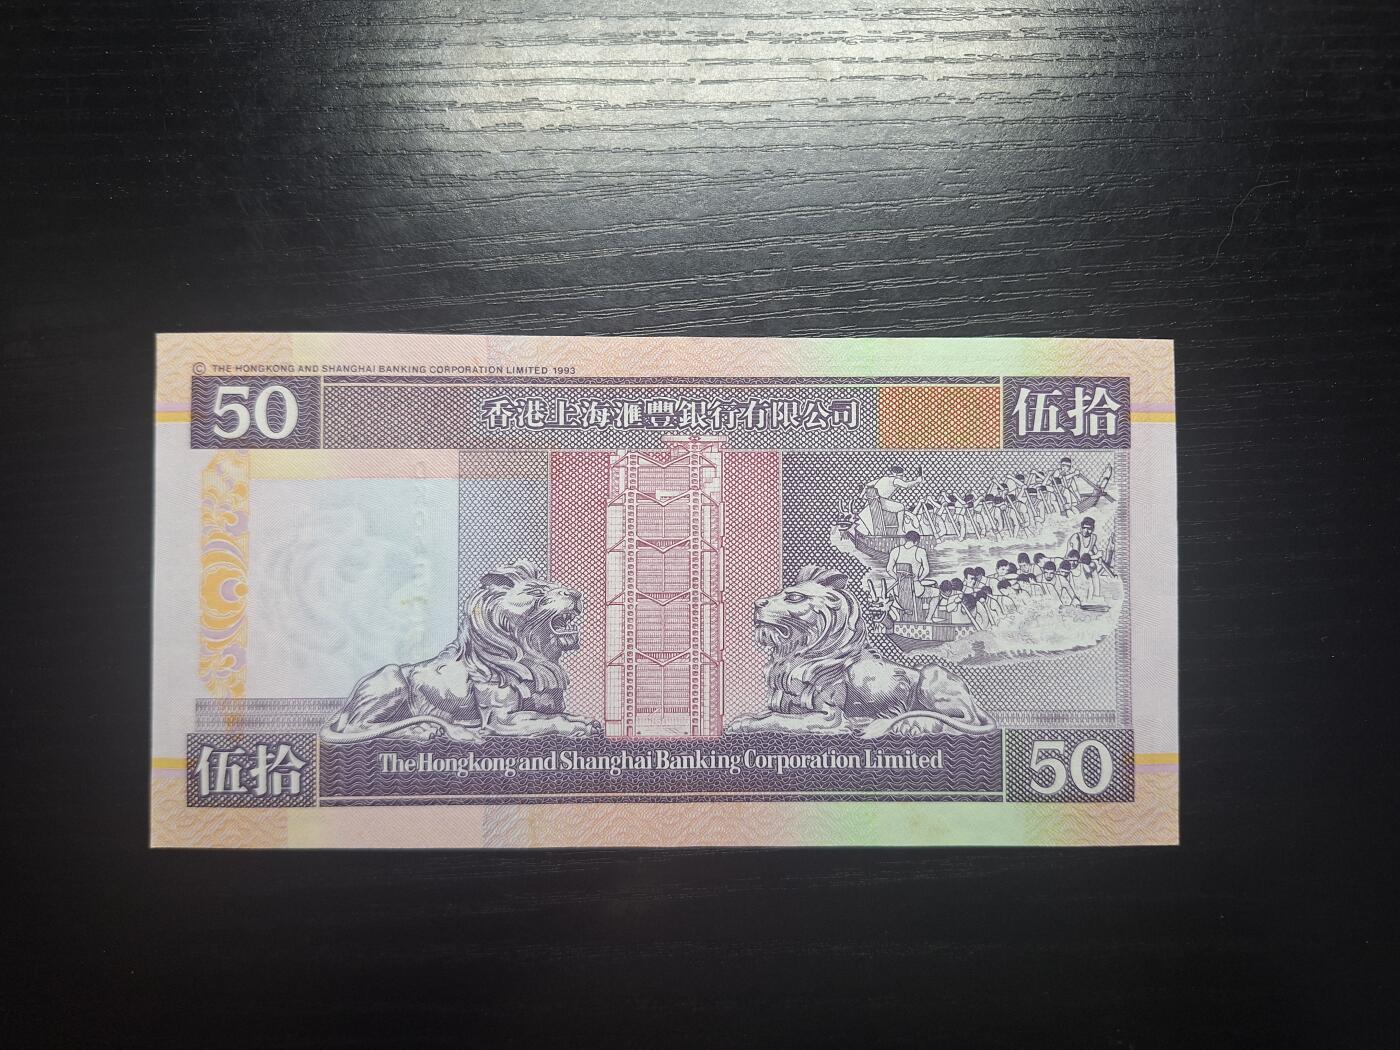 © THE HONGKONG AND SHANGHAI BANKING CORPORATION LIMITED 1993
50 香港上海滙豐銀行有限公司 伍拾
伍拾 The Hongkong and Shanghai Banking Corporation Limited 50